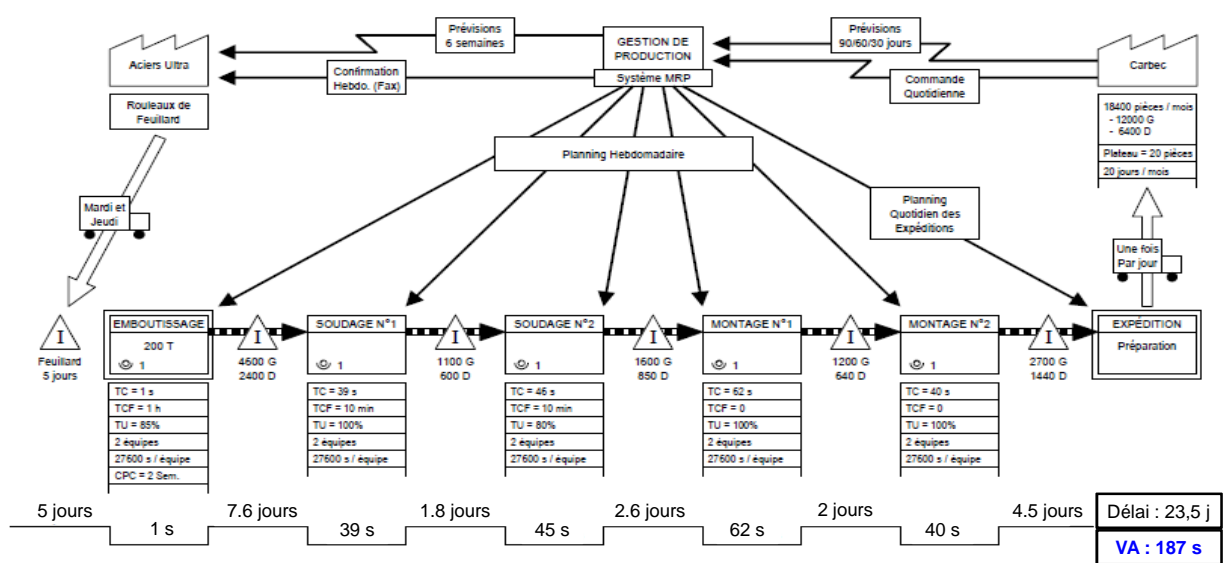 Aciers Ultra
Rouleaux de
Feuillard
Mardi et
Jeudi
Prévisions
6 semaines
Confirmation
Hebdo. (Fax)
GESTION DE
PRODUCTION
Système MRP
Prévisions
90/60/30 jours
Commande
Quotidienne
Carbec
18400 pièces / mois
- 12000 G
- 6400 D
Plateau = 20 pièces
20 jours / mois
Planning Hebdomadaire
Planning
Quotidien des
Expéditions
Une fois
Par jour
I
Feuillard
5 jours
EMBOUTISSAGE
200 T
1
TC = 1 s
TCF = 1 h
TU = 85%
2 équipes
27600 s / équipe
CPC = 2 Sem.
I
4600 G
2400 D
SOUDAGE N°1
1
TC = 39 s
TCF = 10 min
TU = 100%
2 équipes
27600 s / équipe
I
1100 G
600 D
SOUDAGE N°2
1
TC = 46 s
TCF = 10 min
TU = 80%
2 équipes
27600 s / équipe
I
1600 G
850 D
MONTAGE N°1
1
TC = 62 s
TCF = 0
TU = 100%
2 équipes
27600 s / équipe
I
1200 G
640 D
MONTAGE N°2
1
TC = 40 s
TCF = 0
TU = 100%
2 équipes
27600 s / équipe
I
2700 G
1440 D
EXPÉDITION
Préparation
5 jours
1 s
7.6 jours
39 s
1.8 jours
45 s
2.6 jours
62 s
2 jours
40 s
4.5 jours
Délai : 23,5 j
VA : 187 s